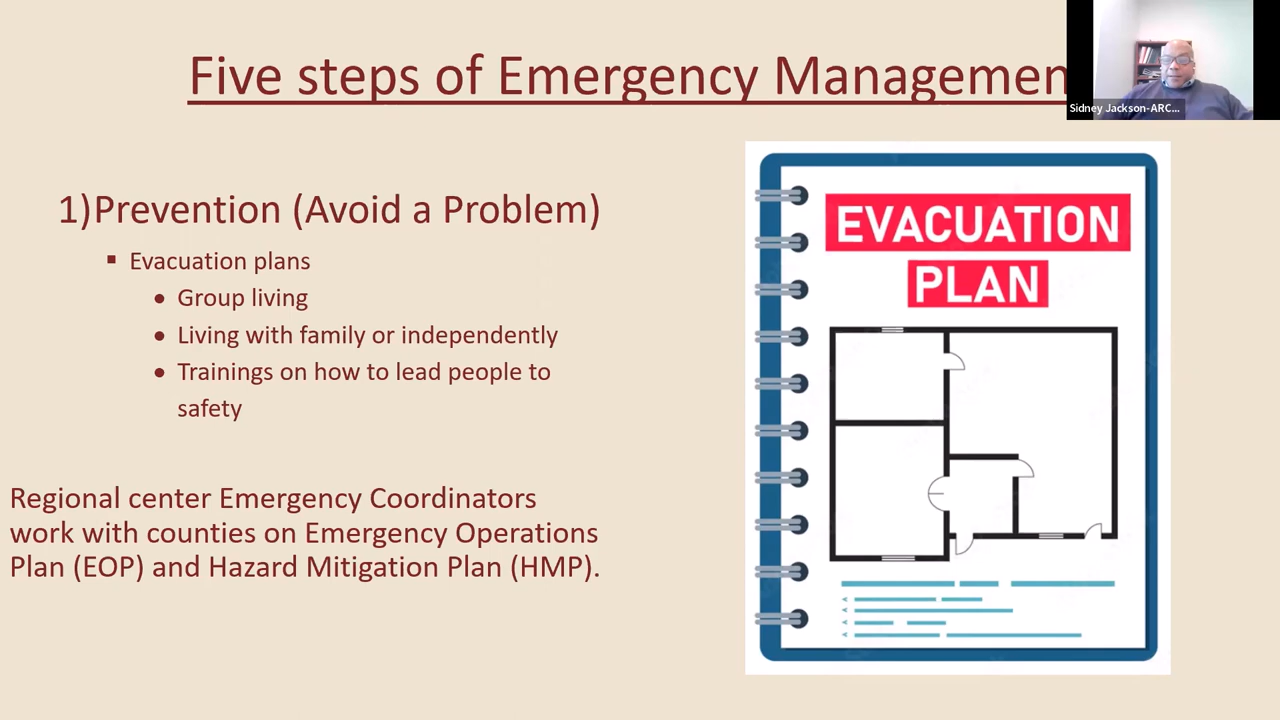 Five steps of Emergency Managemen
Sidney Jackson-ARC...
1)Prevention (Avoid a Problem)
▪ Evacuation plans
• Group living
• Living with family or independently
• Trainings on how to lead people to
safety
Regional center Emergency Coordinators
work with counties on Emergency Operations
Plan (EOP) and Hazard Mitigation Plan (HMP).
EVACUATION
PLAN